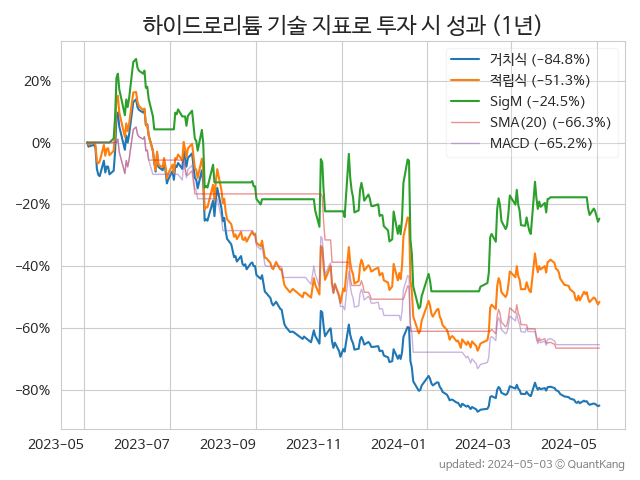 하이드로리튬 기술 지표로 투자 시 성과 (1년)
거치식 (−84.8%)
적립식 (−51.3%)
SigM (−24.5%)
SMA(20) (−66.3%)
MACD (−65.2%)
20%
0%
−20%
−40%
−60%
−80%
2023−05 2023−07 2023−09 2023−11 2024−01 2024−03 2024−05
updated: 2024−05−03 ⓒ QuantKang